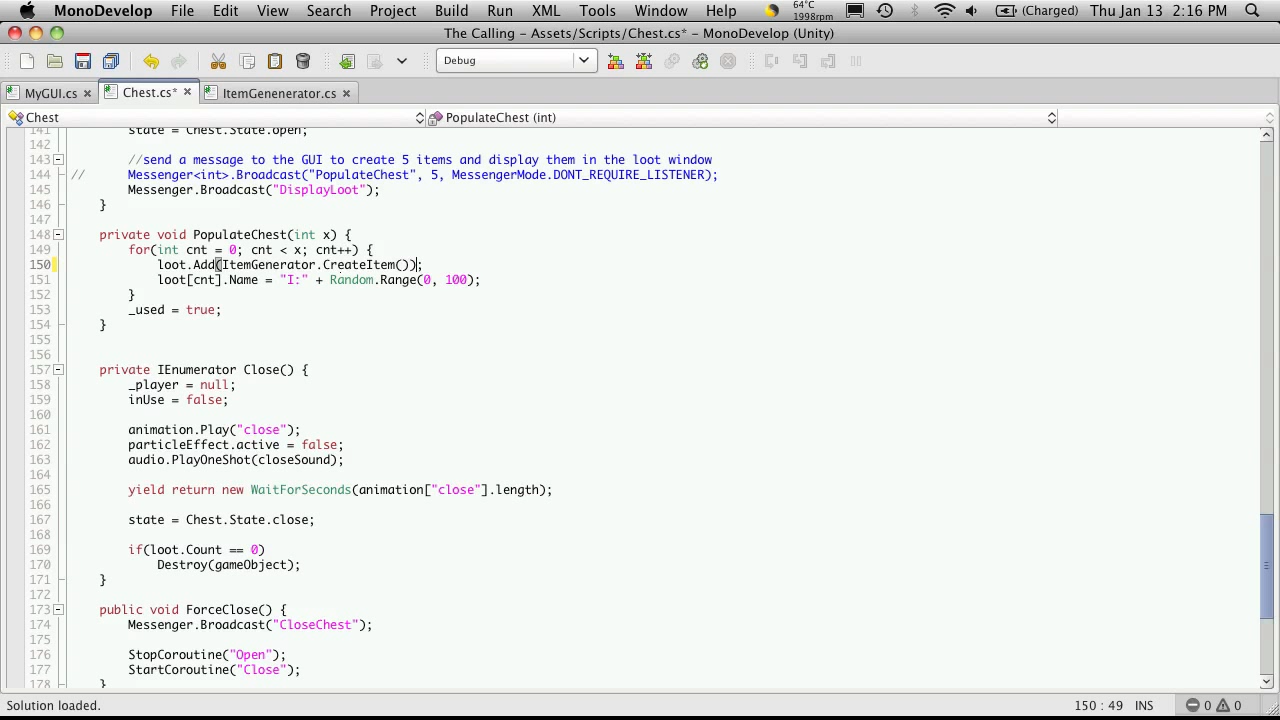 MonoDevelop File Edit View Search Project Run XML Tools Window Help 64°C 1998rpm (Charged) Thu Jan 13 2:16 PM
The Calling - Assets/Scripts/Chest.cs* - MonoDevelop (Unity)
Debug
MyGUI.cs Chest.cs* ItemGenenerator.cs
Chest PopulateChest (int)
141 state = Chest.State.open;
142
143 //send a message to the GUI to create 5 items and display them in the loot window
144 // Messenger<int>.Broadcast("PopulateChest", 5, MessengerMode.DONT_REQUIRE_LISTENER);
145 Messenger.Broadcast("DisplayLoot");
146 }
147
148 private void PopulateChest(int x) {
149 for(int cnt = 0; cnt < x; cnt++) {
150 loot.Add(ItemGenerator.CreateItem());
151 loot[cnt].Name = "I:" + Random.Range(0, 100);
152 }
153 _used = true;
154 }
155
156
157 private IEnumerator Close() {
158 _player = null;
159 inUse = false;
160
161 animation.Play("close");
162 particleEffect.active = false;
163 audio.PlayOneShot(closeSound);
164
165 yield return new WaitForSeconds(animation["close"].length);
166
167 state = Chest.State.close;
168
169 if(loot.Count == 0)
170 Destroy(gameObject);
171 }
172
173 public void ForceClose() {
174 Messenger.Broadcast("CloseChest");
175
176 StopCoroutine("Open");
177 StartCoroutine("Close");
178 }
Solution loaded. 150 : 49 INS 0 0